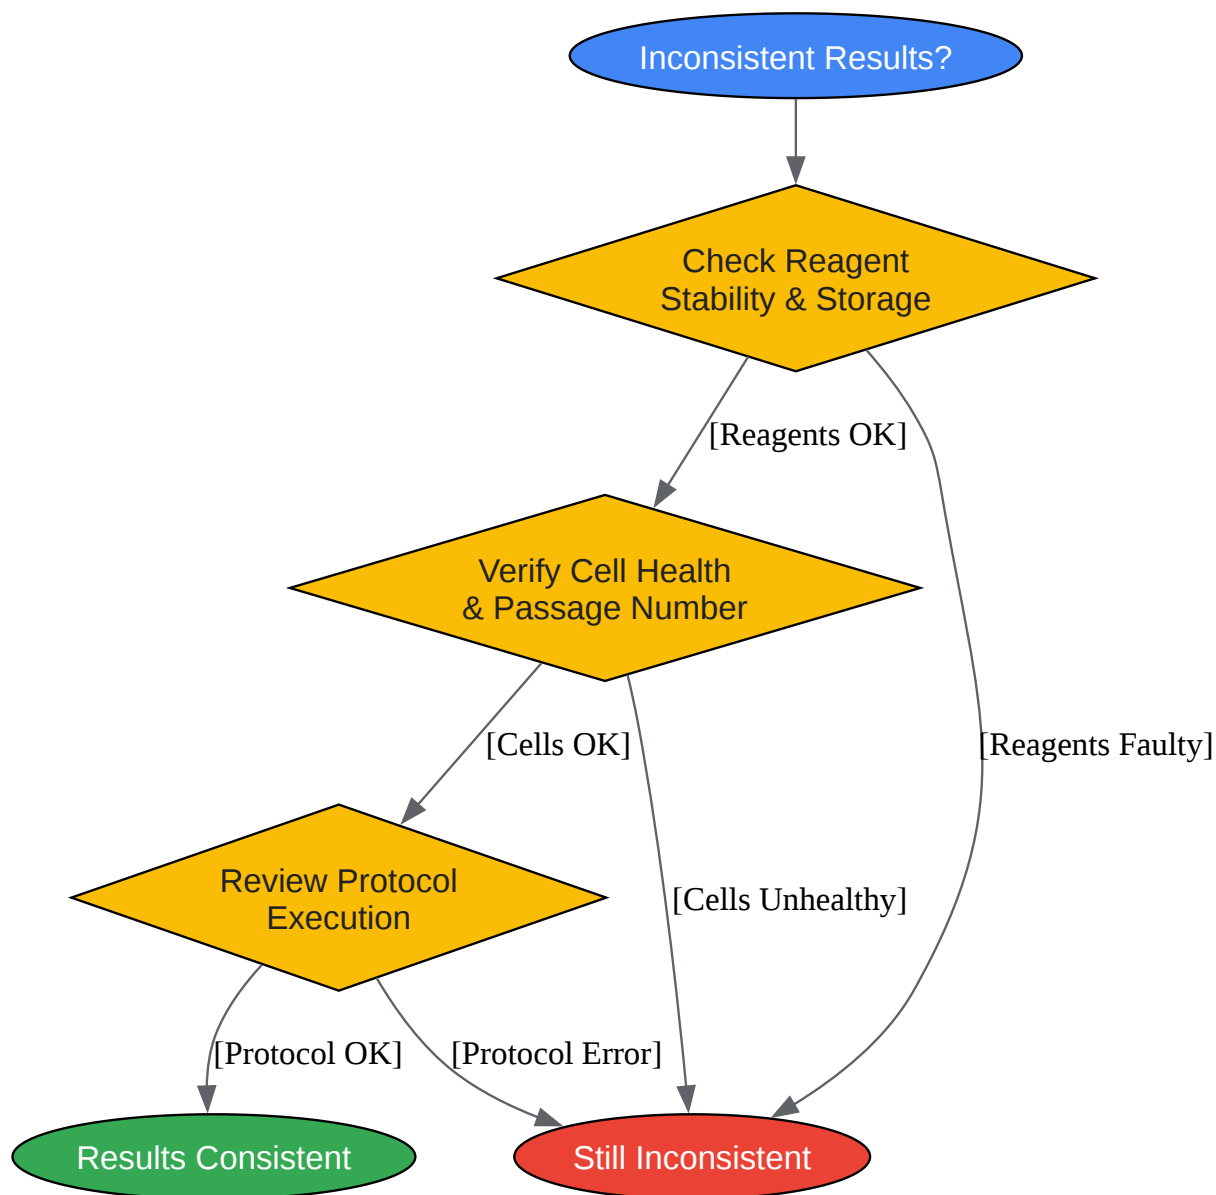 Inconsistent Results?
Check Reagent
Stability & Storage
[Reagents OK]
Verify Cell Health
& Passage Number
[Cells OK]
[Reagents Faulty]
Review Protocol
Execution
[Cells Unhealthy]
[Protocol OK]
[Protocol Error]
Results Consistent
Still Inconsistent